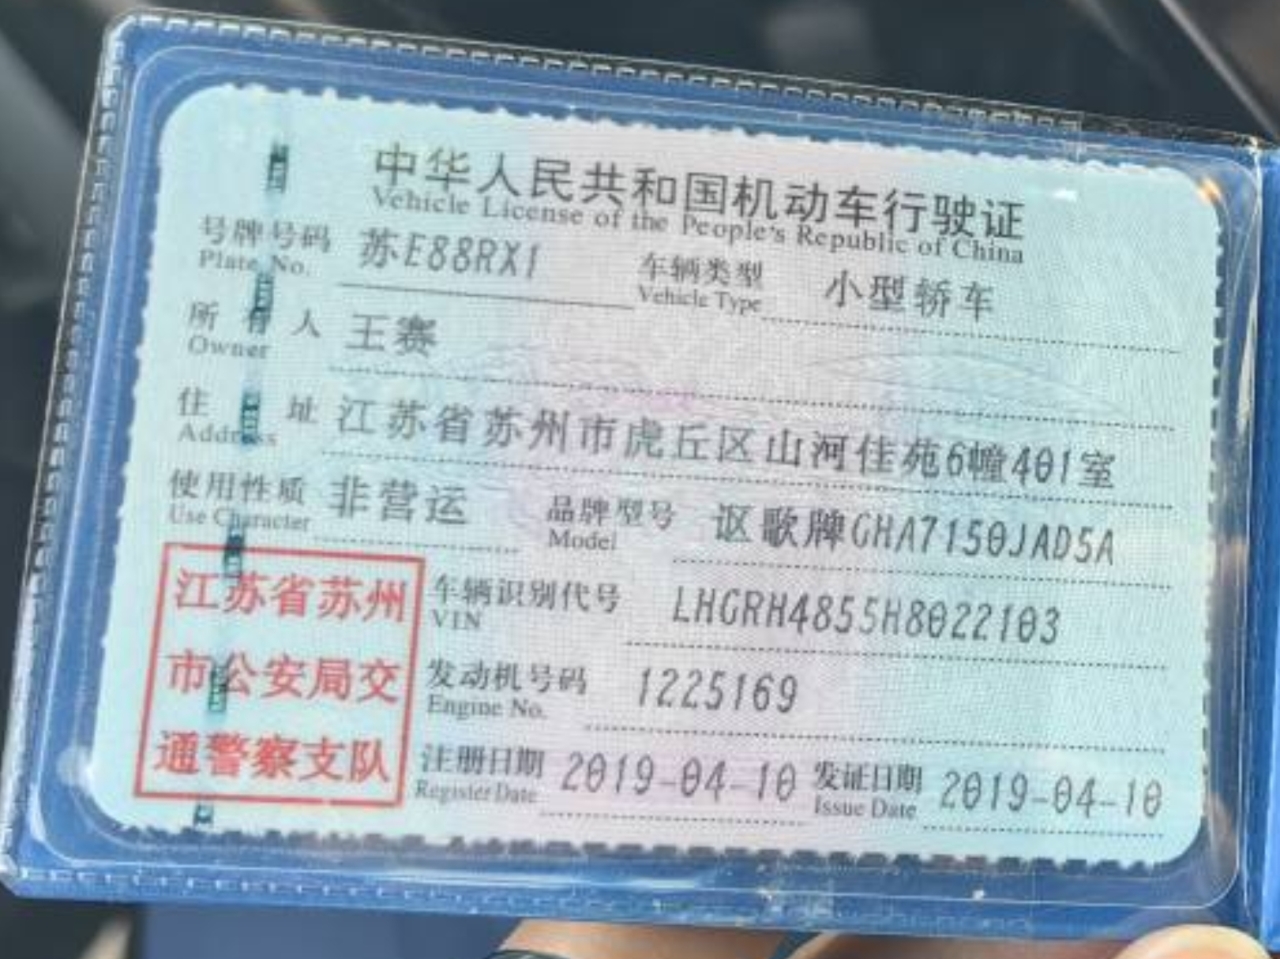 中华人民共和国机动车行驶证
Vehicle License of the People's Republic of China
号牌号码 苏E88RX1 车辆类型 小型轿车
Plate No. Vehicle Type
所有人 王赛
Owner
住址 江苏省苏州市虎丘区山河佳苑6幢401室
Address
使用性质 非营运 品牌型号 讴歌牌GHA7150JAD5A
Use Character Model
江苏省苏州
市公安局交
通警察支队
车辆识别代号 LHGRH4855H8022103
VIN
发动机号码 1225169
Engine No.
注册日期 2019-04-10 发证日期 2019-04-10
Register Date Issue Date